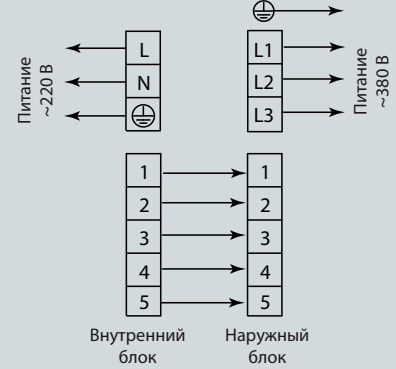 L
N
Питание
~220 В
L1
L2
L3
Питание
~380 В
1
2
3
4
5
1
2
3
4
5
Внутренний
блок
Наружный
блок